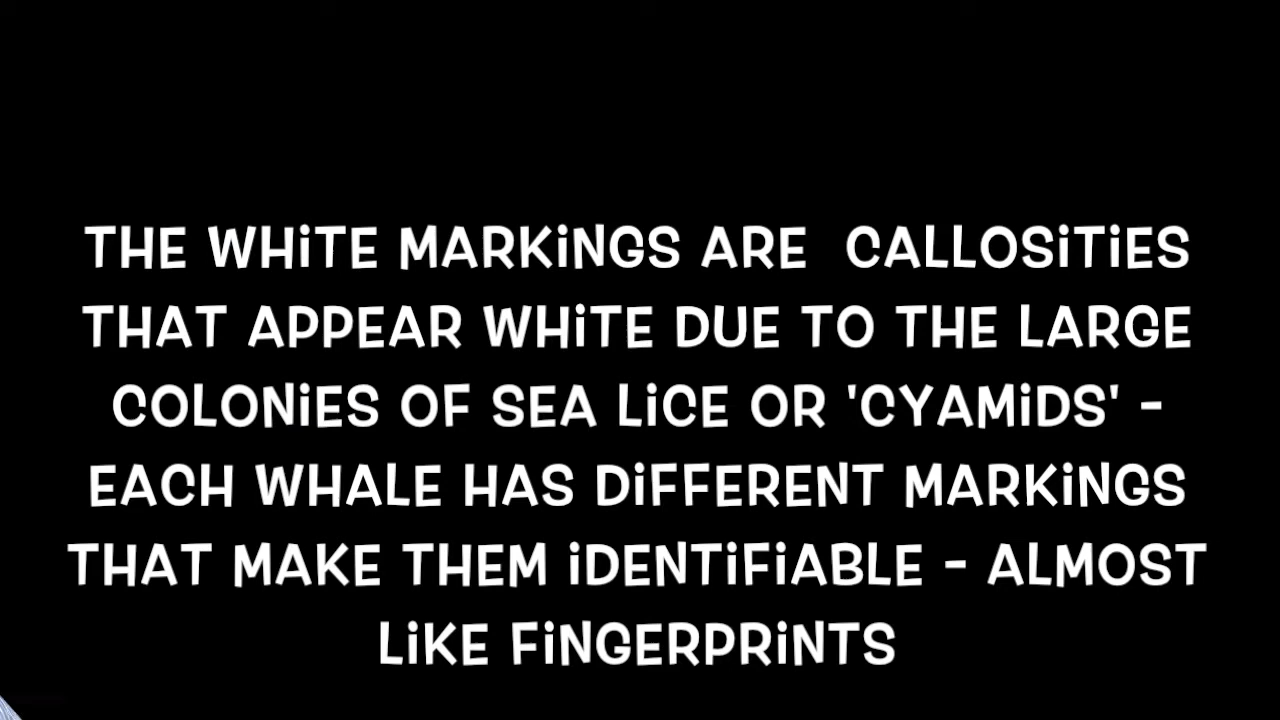 THE WHiTE MARKiNGS ARE  CALLOSiTiES
THAT APPEAR WHiTE DUE TO THE LARGE
COLONiES OF SEA LiCE OR 'CYAMiDS' -
EACH WHALE HAS DiFFERENT MARKiNGS
THAT MAKE THEM iDENTiFiABLE - ALMOST
LiKE FiNGERPRiNTS